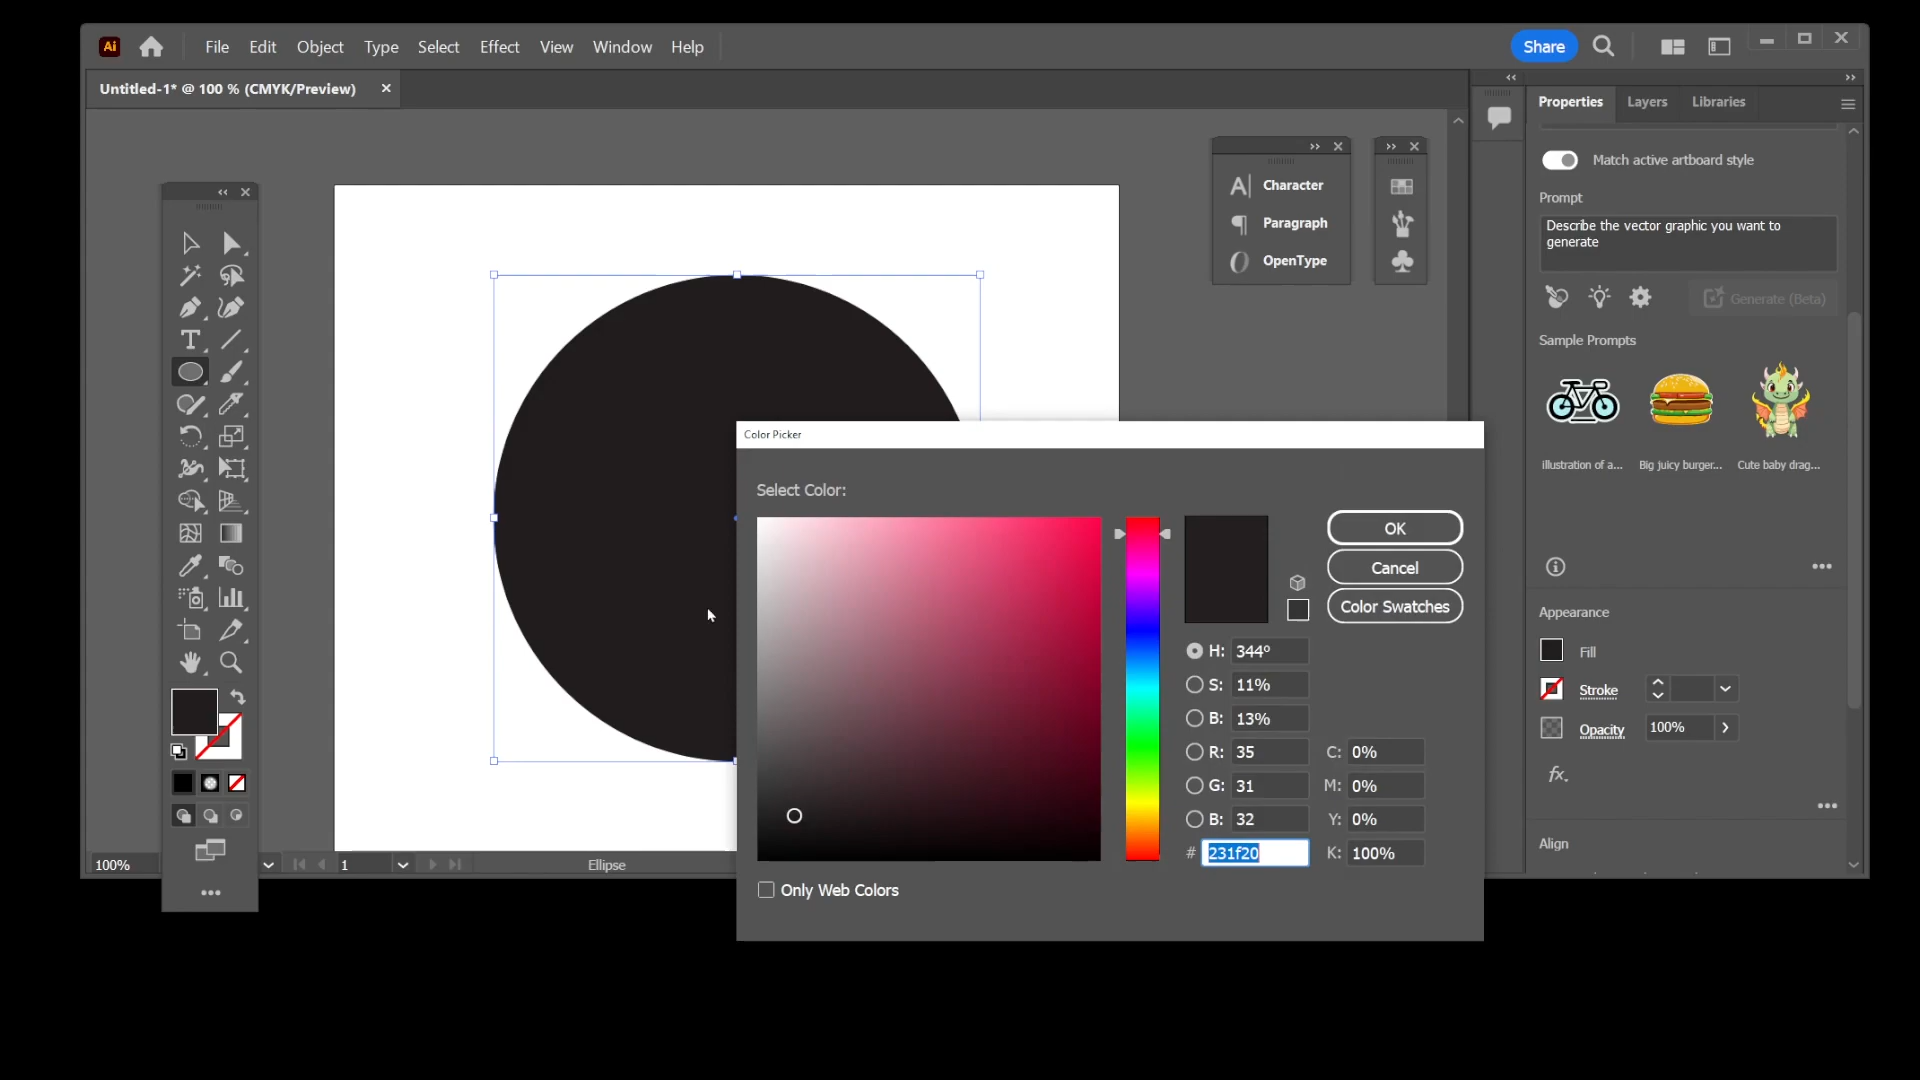 Ai File Edit Object Type Select Effect View Window Help Share
Untitled-1* @ 100 % (CMYK/Preview)
Properties Layers Libraries
Match active artboard style
Prompt
Describe the vector graphic you want to
generate
Generate (Beta)
Sample Prompts
illustration of a... Big juicy burger... Cute baby drag...
Character
Paragraph
OpenType
Color Picker
Select Color:
OK
Cancel
Color Swatches
H: 344°
S: 11%
B: 13%
R: 35 C: 0%
G: 31 M: 0%
B: 32 Y: 0%
# 231f20 K: 100%
Only Web Colors
Appearance
Fill
Stroke
Opacity 100%
fx.
Align
100% 1 Ellipse